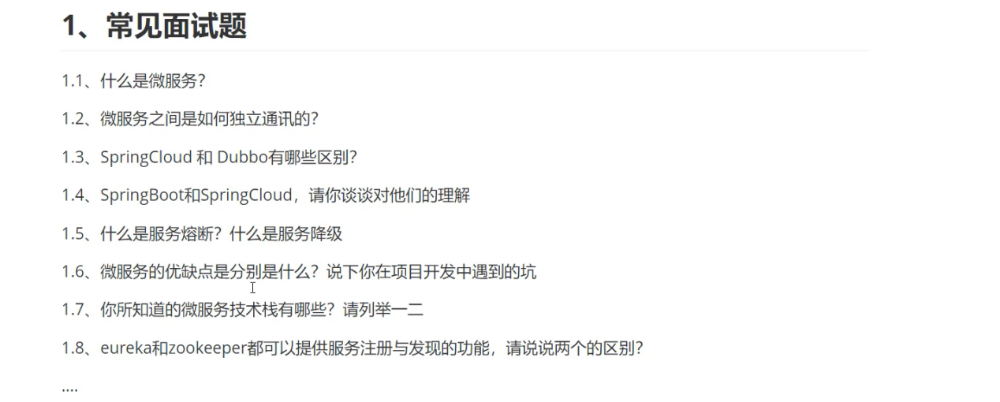 1、常见面试题
1.1、什么是微服务？
1.2、微服务之间是如何独立通讯的？
1.3、SpringCloud 和 Dubbo有哪些区别？
1.4、SpringBoot和SpringCloud，请你谈谈对他们的理解
1.5、什么是服务熔断？什么是服务降级
1.6、微服务的优缺点是分别是什么？说下你在项目开发中遇到的坑
1.7、你所知道的微服务技术栈有哪些？请列举一二
1.8、eureka和zookeeper都可以提供服务注册与发现的功能，请说说两个的区别？
....